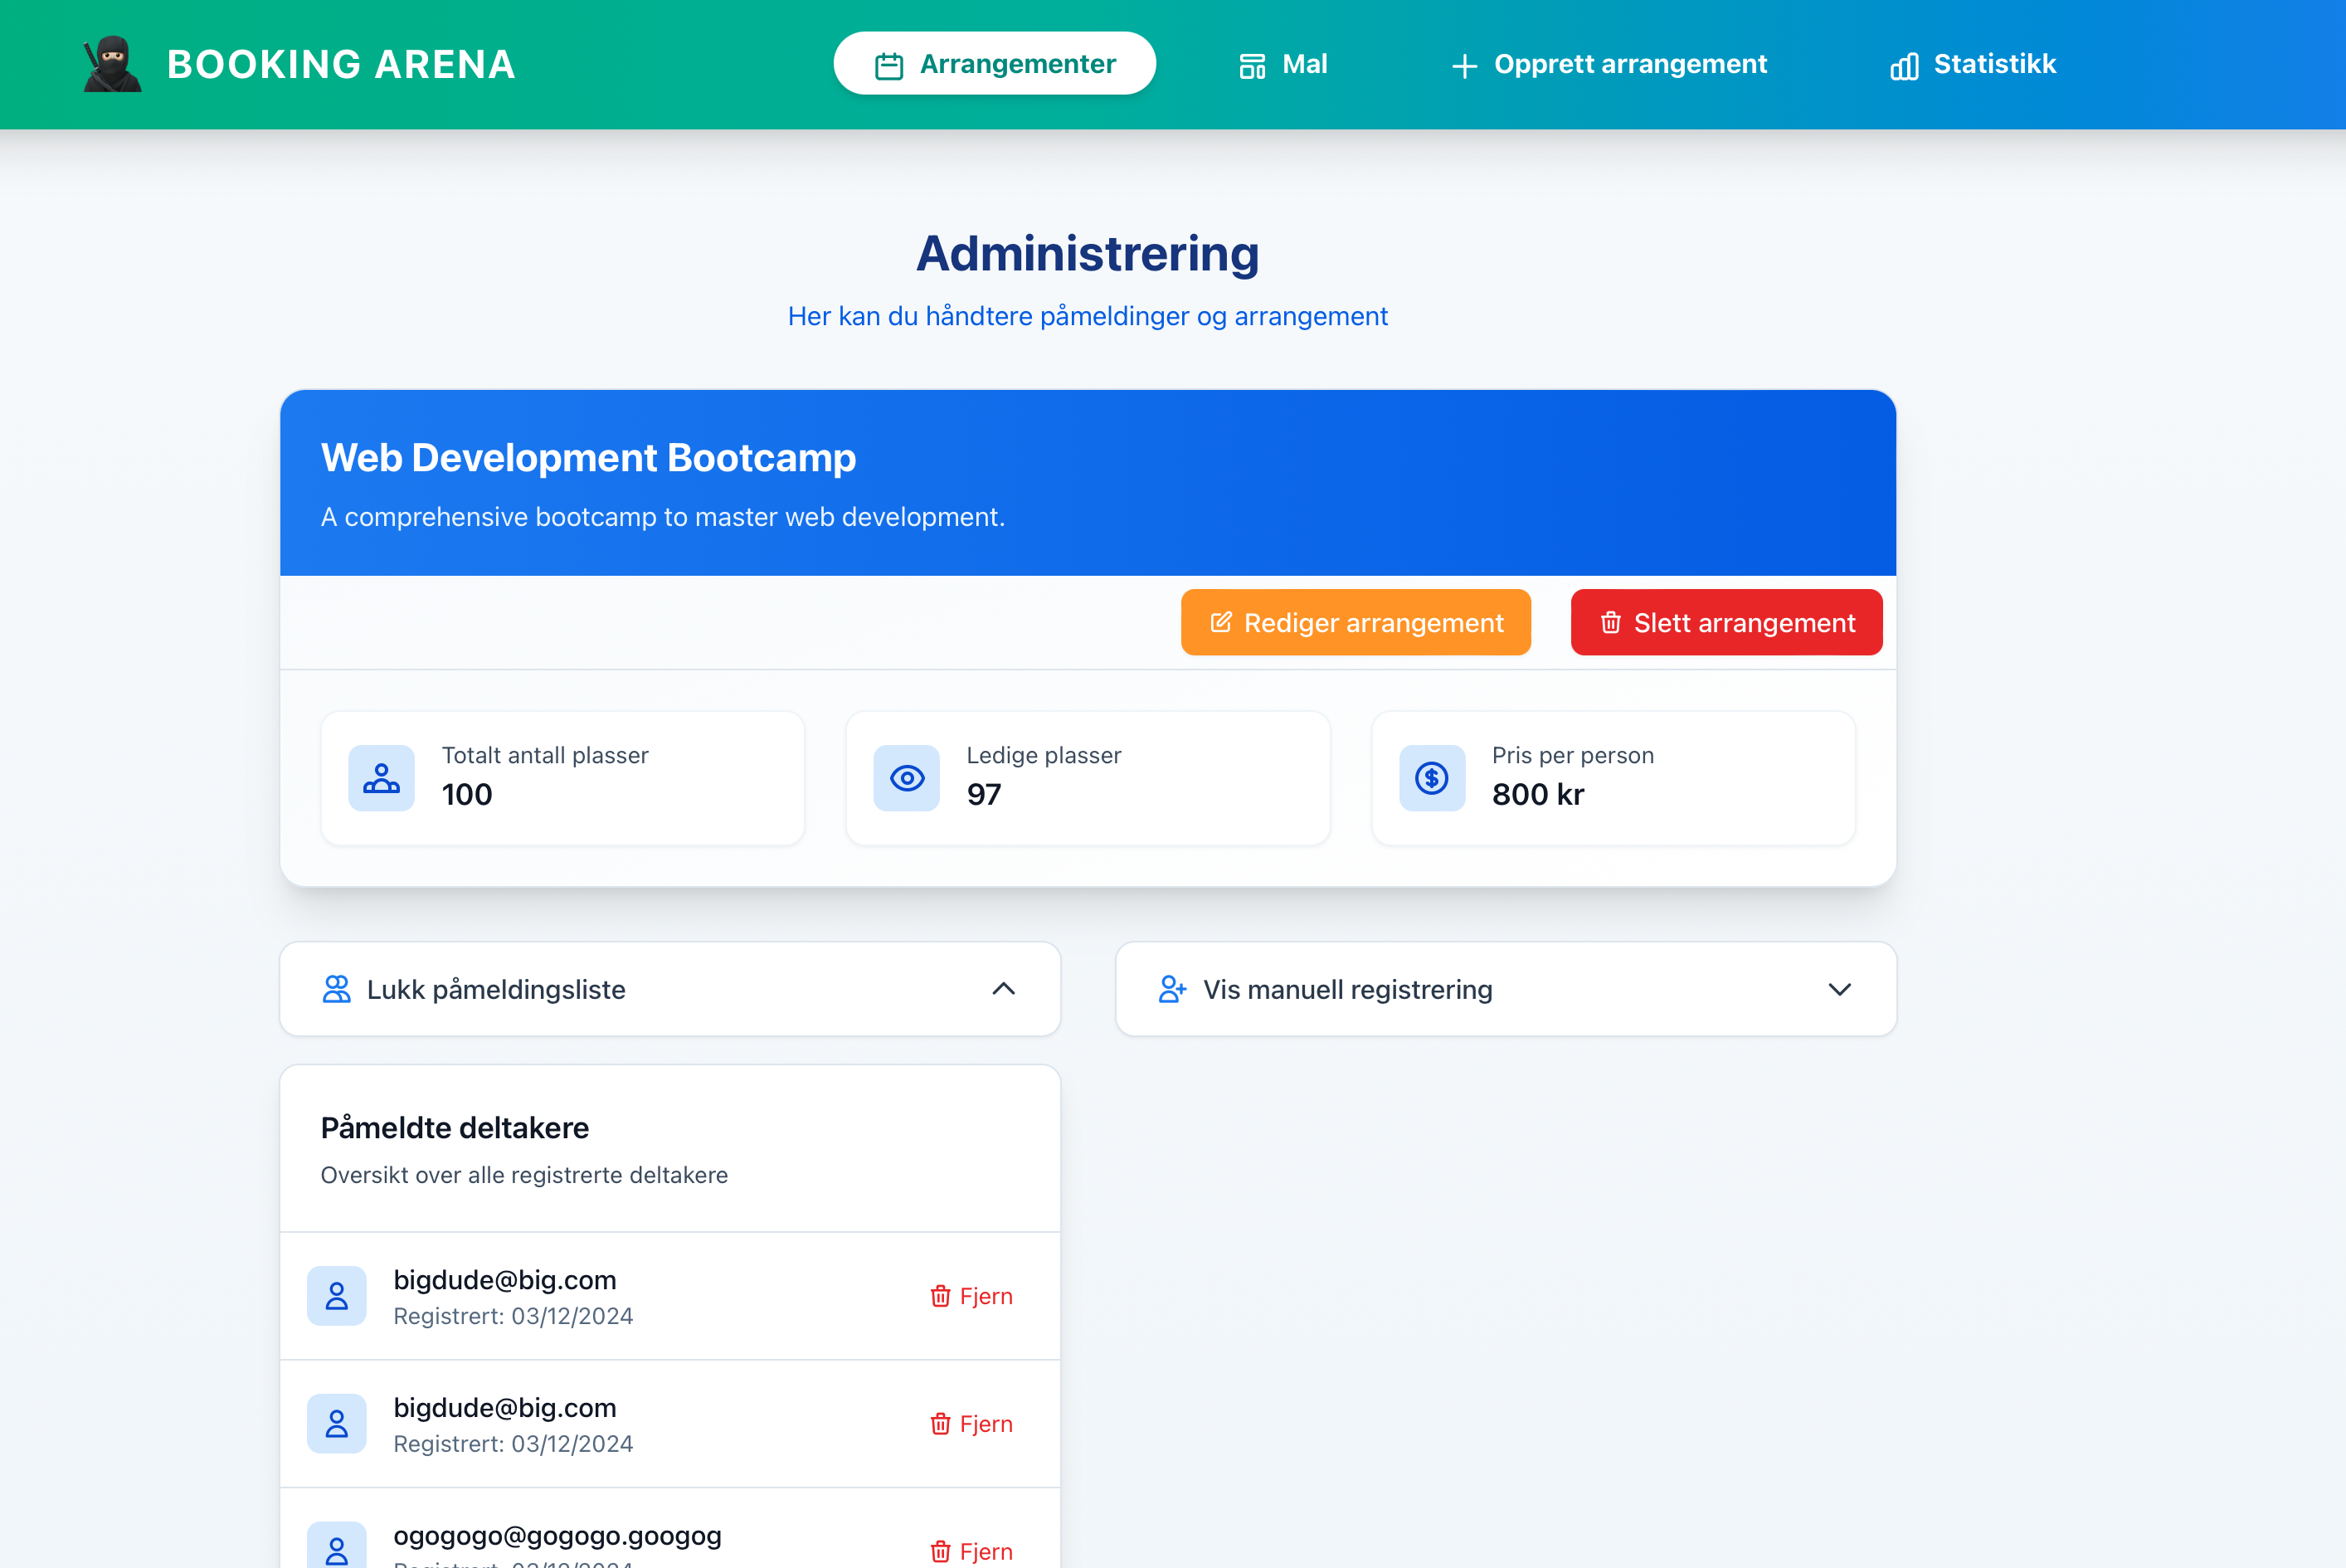 BOOKING ARENA
Arrangementer
Mal
Opprett arrangement
Statistikk
Administrering
Her kan du håndtere påmeldinger og arrangement
Web Development Bootcamp
A comprehensive bootcamp to master web development.
Rediger arrangement
Slett arrangement
Totalt antall plasser
100
Ledige plasser
97
Pris per person
800 kr
Lukk påmeldingsliste
Vis manuell registrering
Påmeldte deltakere
Oversikt over alle registrerte deltakere
bigdude@big.com
Registrert: 03/12/2024
Fjern
bigdude@big.com
Registrert: 03/12/2024
Fjern
ogogogo@gogogo.googog
Fjern